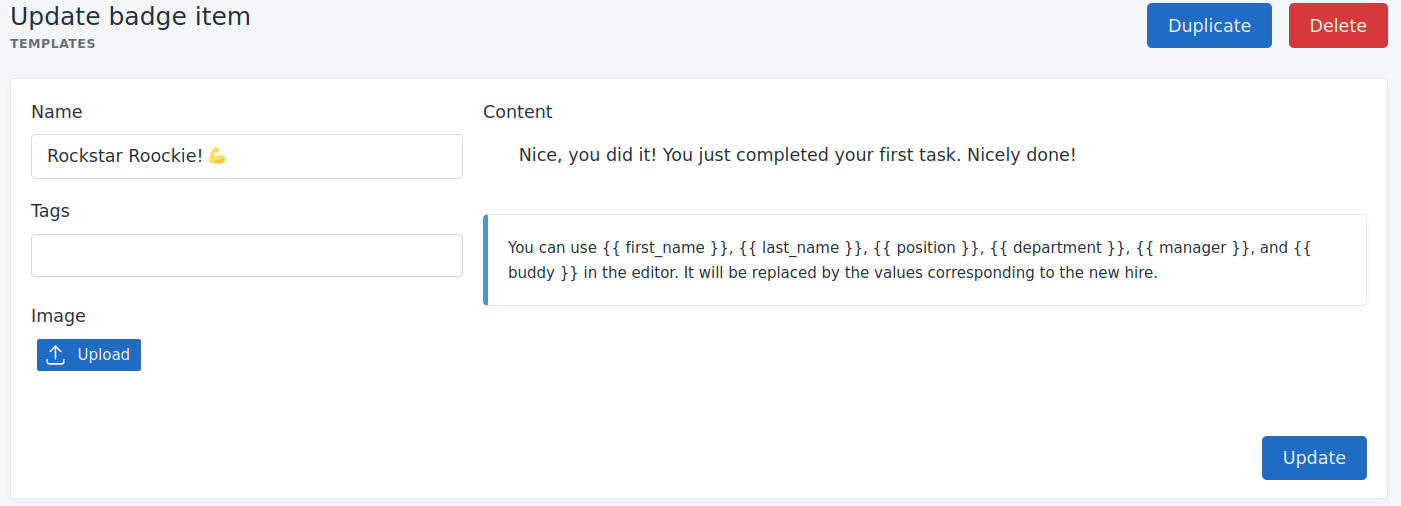 Update badge item
TEMPLATES
Duplicate
Delete
Name
Rockstar Roockie! 💪
Tags
Image
Upload
Content
Nice, you did it! You just completed your first task. Nicely done!
You can use {{ first_name }}, {{ last_name }}, {{ position }}, {{ department }}, {{ manager }}, and {{
buddy }} in the editor. It will be replaced by the values corresponding to the new hire.
Update